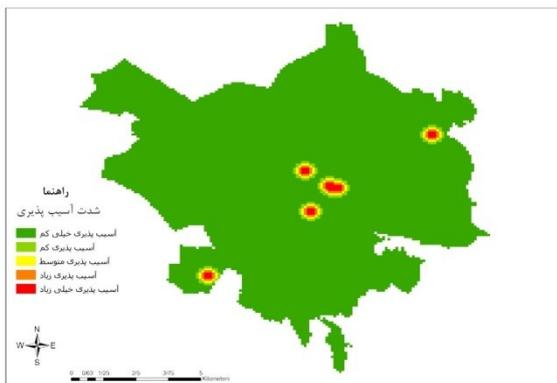 راهنما
شدت آسیب پذیری
آسیب پذیری خیلی کم
آسیب پذیری کم
آسیب پذیری متوسط
آسیب پذیری زیاد
آسیب پذیری خیلی زیاد
N
W E
S
0 0/63 1/25 2/5 3/75 5
Kilometers